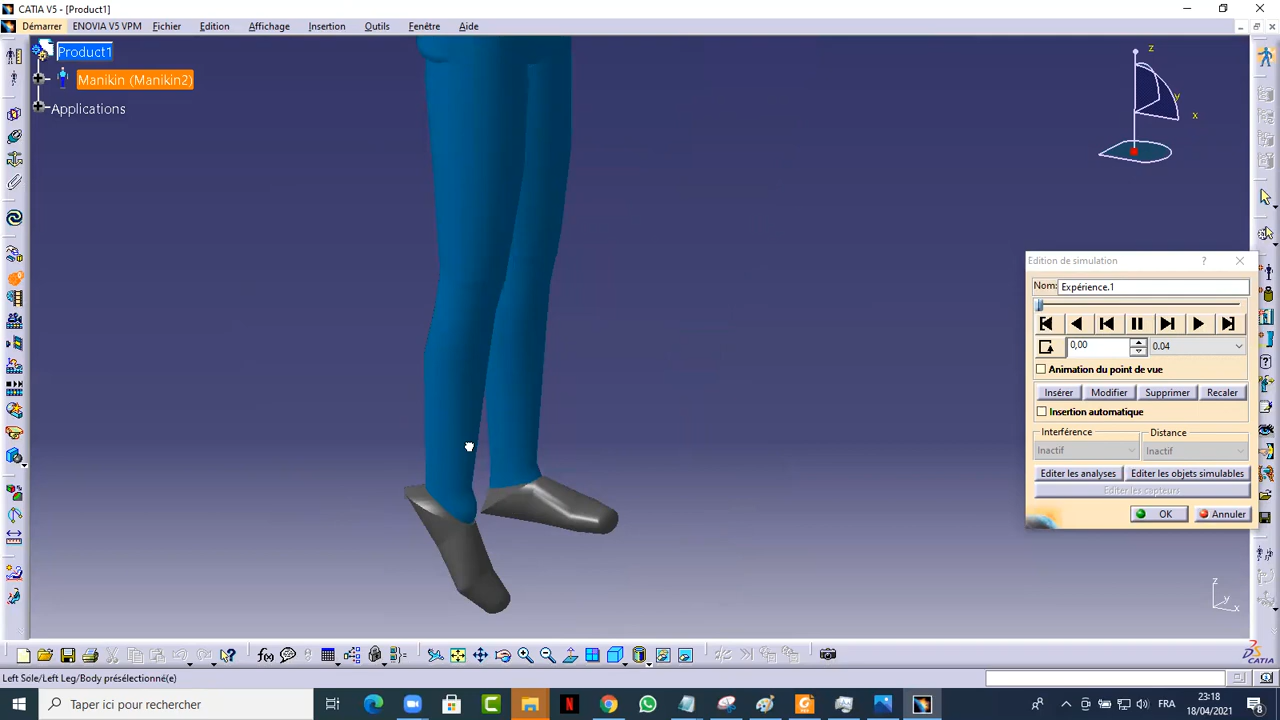 CATIA V5 - [Product1]
Démarrer ENOVIA V5 VPM Fichier Edition Affichage Insertion Outils Fenêtre Aide
Product1
Manikin (Manikin2)
Applications
z
y
x
Edition de simulation ?
Nom: Expérience.1
0,00 0.04
Animation du point de vue
Insérer Modifier Supprimer Recaler
Insertion automatique
Interférence Distance
Inactif Inactif
Editer les analyses Editer les objets simulables
Editer les capteurs
OK Annuler
z
y
x
f(x)
CATIA
Left Sole/Left Leg/Body présélectionné(e)
Taper ici pour rechercher
FRA
23:18
18/04/2021
8